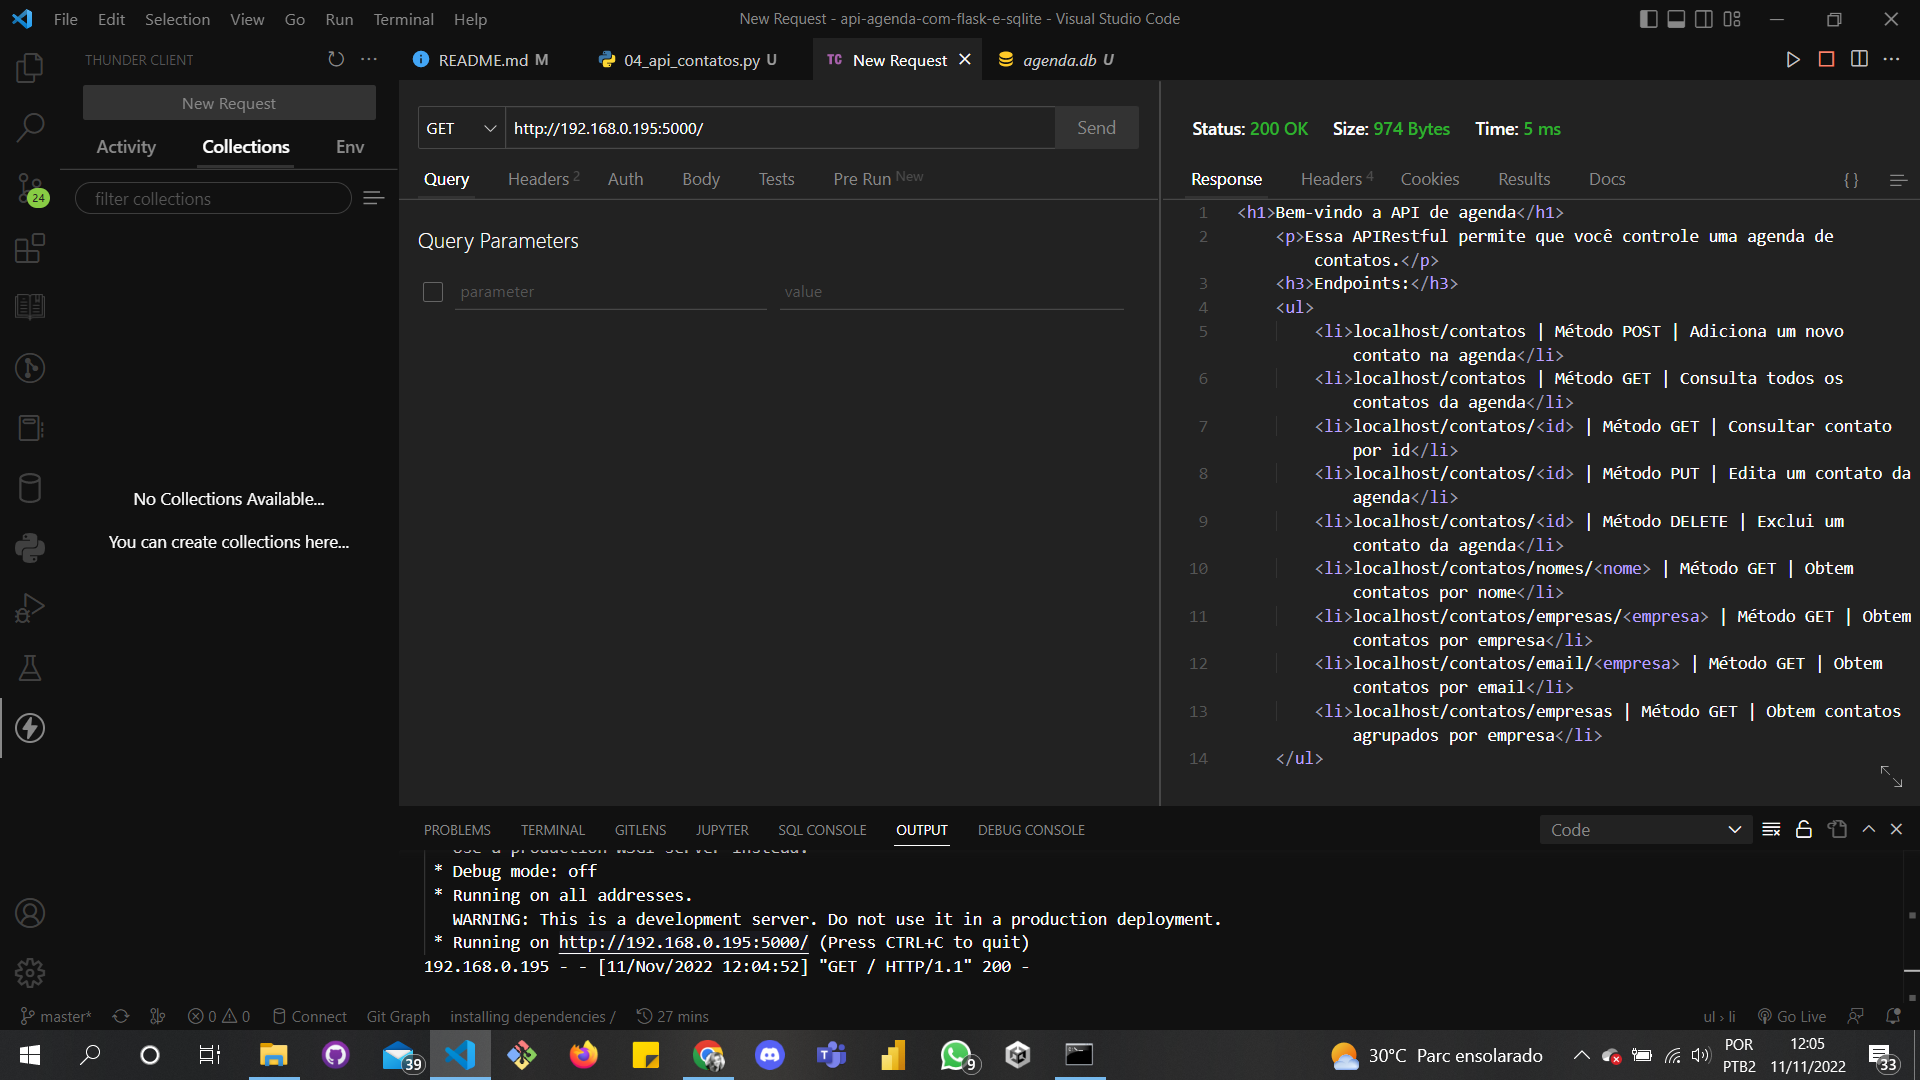 File Edit Selection View Go Run Terminal Help
New Request - api-agenda-com-flask-e-sqlite - Visual Studio Code
THUNDER CLIENT
New Request
Activity Collections Env
filter collections
No Collections Available...
You can create collections here...
24
README.md M
04_api_contatos.py U
TC New Request
agenda.db U
GET http://192.168.0.195:5000/ Send
Query Headers 2 Auth Body Tests Pre Run New
Query Parameters
parameter value
Status: 200 OK Size: 974 Bytes Time: 5 ms
Response Headers 4 Cookies Results Docs { }
1 <h1>Bem-vindo a API de agenda</h1>
2 <p>Essa APIRestful permite que você controle uma agenda de
contatos.</p>
3 <h3>Endpoints:</h3>
4 <ul>
5 <li>localhost/contatos | Método POST | Adiciona um novo
contato na agenda</li>
6 <li>localhost/contatos | Método GET | Consulta todos os
contatos da agenda</li>
7 <li>localhost/contatos/<id> | Método GET | Consultar contato
por id</li>
8 <li>localhost/contatos/<id> | Método PUT | Edita um contato da
agenda</li>
9 <li>localhost/contatos/<id> | Método DELETE | Exclui um
contato da agenda</li>
10 <li>localhost/contatos/nomes/<nome> | Método GET | Obtem
contatos por nome</li>
11 <li>localhost/contatos/empresas/<empresa> | Método GET | Obtem
contatos por empresa</li>
12 <li>localhost/contatos/email/<empresa> | Método GET | Obtem
contatos por email</li>
13 <li>localhost/contatos/empresas | Método GET | Obtem contatos
agrupados por empresa</li>
14 </ul>
PROBLEMS TERMINAL GITLENS JUPYTER SQL CONSOLE OUTPUT DEBUG CONSOLE
Code
Use a production WSGI server instead.
* Debug mode: off
* Running on all addresses.
WARNING: This is a development server. Do not use it in a production deployment.
* Running on http://192.168.0.195:5000/ (Press CTRL+C to quit)
192.168.0.195 - - [11/Nov/2022 12:04:52] "GET / HTTP/1.1" 200 -
master* 0 0 Connect Git Graph installing dependencies / 27 mins
ul › li Go Live
39
9
30°C Parc ensolarado
POR
PTB2
12:05
11/11/2022
33